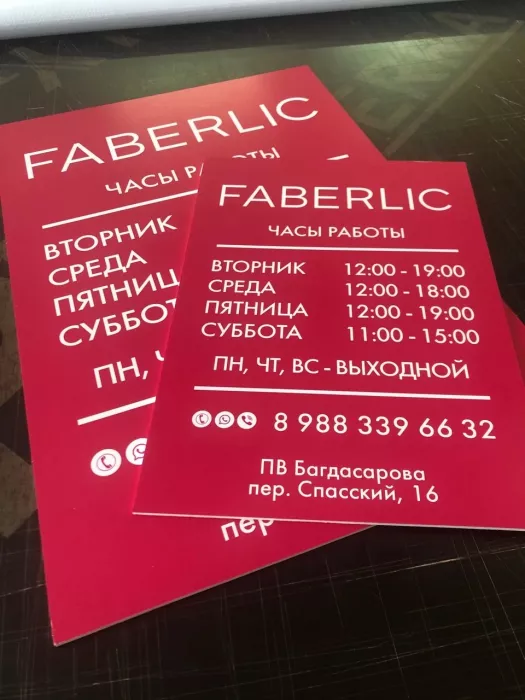 FABERLIC
ЧАСЫ РАБОТЫ
ВТОРНИК 12:00 - 19:00
СРЕДА 12:00 - 18:00
ПЯТНИЦА 12:00 - 19:00
СУББОТА 11:00 - 15:00
ПН, ЧТ, ВС - ВЫХОДНОЙ
8 988 339 66 32
ПВ Багдасарова
пер. Спасский, 16
FABERLIC
ЧАСЫ РАБОТЫ
ВТОРНИК
СРЕДА
ПЯТНИЦ
СУББОТ
ПН, Ч
пер